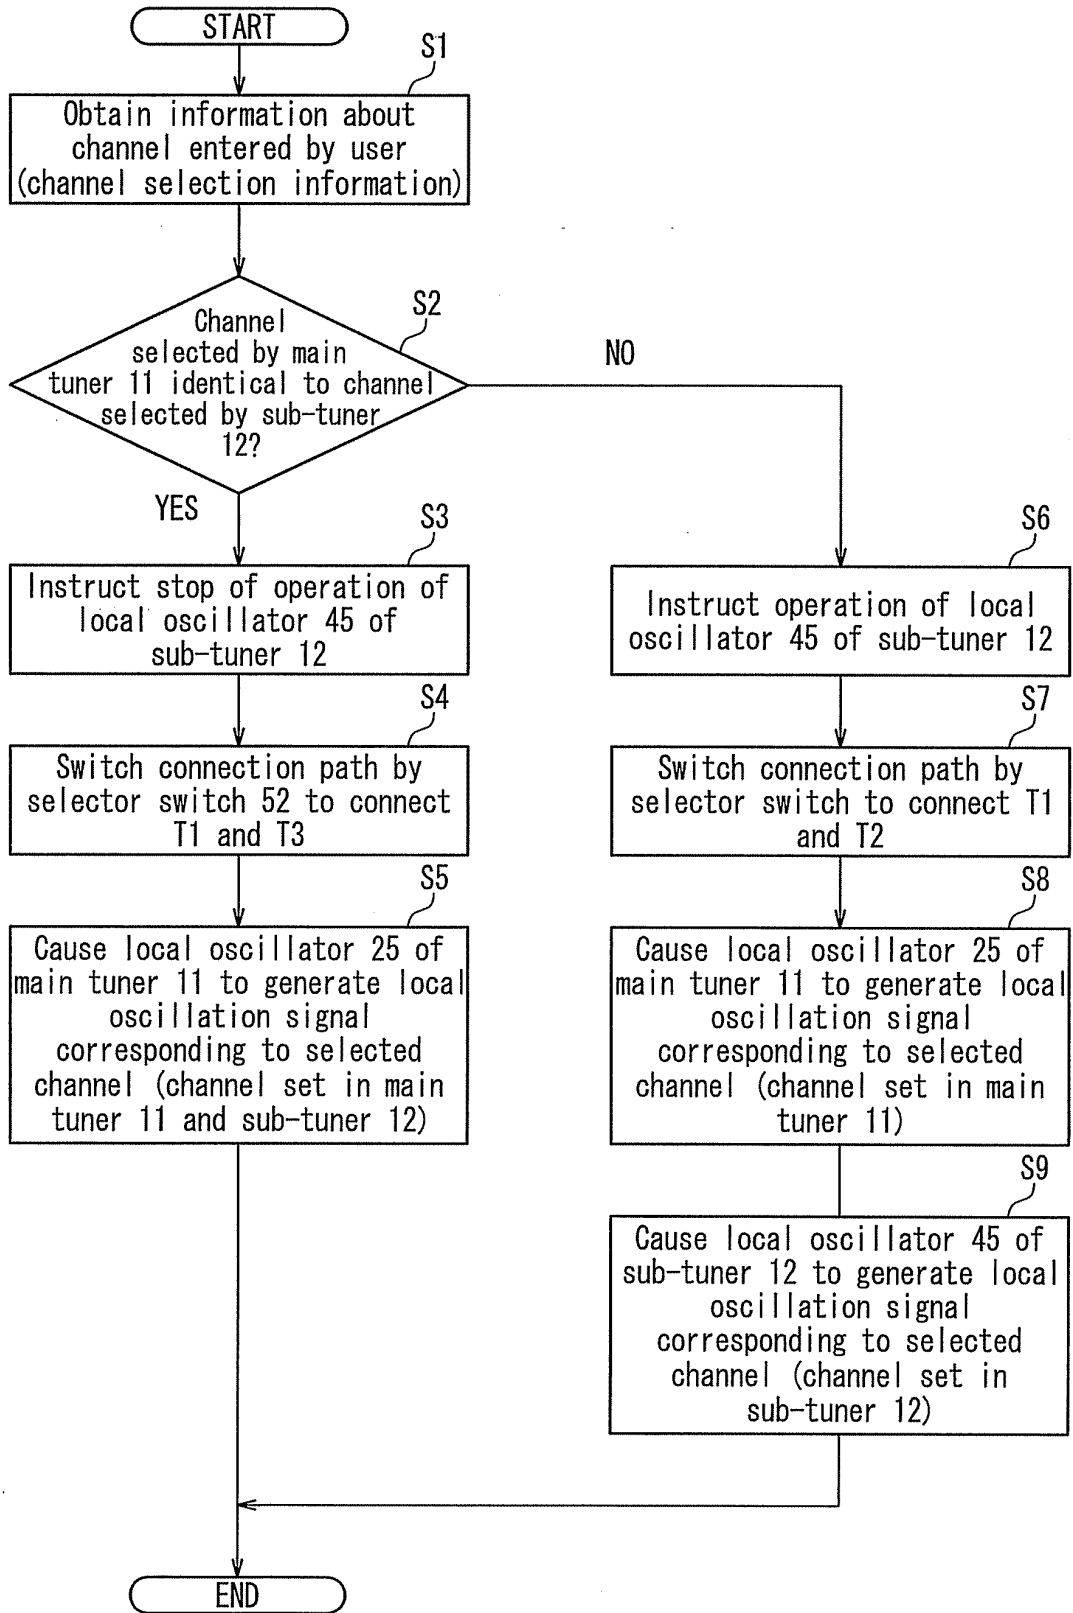 START
S1
Obtain information about
channel entered by user
(channel selection information)
S2
Channel
selected by main
tuner 11 identical to channel
selected by sub-tuner
12?
NO
YES
S3
Instruct stop of operation of
local oscillator 45 of
sub-tuner 12
S4
Switch connection path by
selector switch 52 to connect
T1 and T3
S5
Cause local oscillator 25 of
main tuner 11 to generate local
oscillation signal
corresponding to selected
channel (channel set in main
tuner 11 and sub-tuner 12)
S6
Instruct operation of local
oscillator 45 of sub-tuner 12
S7
Switch connection path by
selector switch to connect T1
and T2
S8
Cause local oscillator 25 of
main tuner 11 to generate local
oscillation signal
corresponding to selected
channel (channel set in main
tuner 11)
S9
Cause local oscillator 45 of
sub-tuner 12 to generate local
oscillation signal
corresponding to selected
channel (channel set in
sub-tuner 12)
END